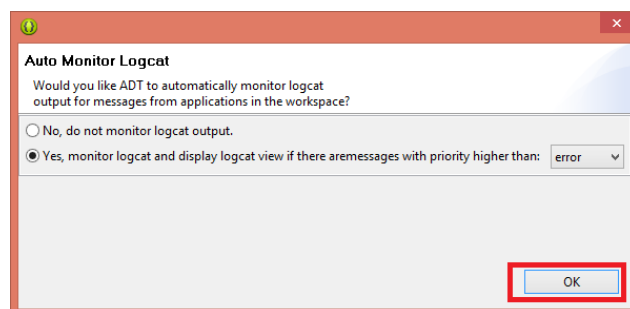 Auto Monitor Logcat
Would you like ADT to automatically monitor logcat
output for messages from applications in the workspace?
No, do not monitor logcat output.
Yes, monitor logcat and display logcat view if there aremessages with priority higher than: error
OK